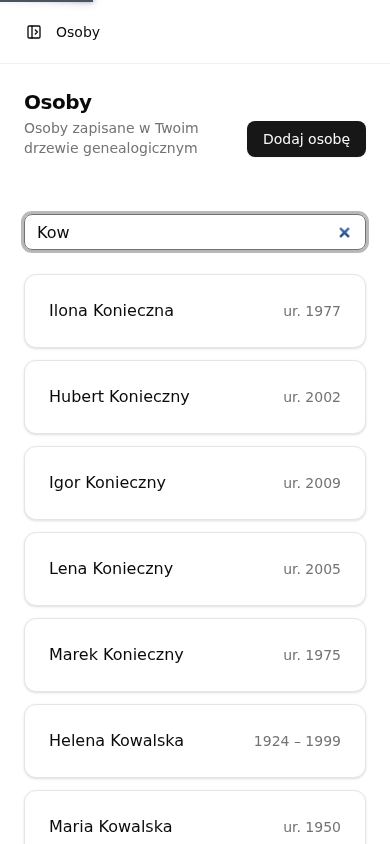 Osoby
Osoby
Osoby zapisane w Twoim
drzewie genealogicznym
Dodaj osobę
Kow
Ilona Konieczna ur. 1977
Hubert Konieczny ur. 2002
Igor Konieczny ur. 2009
Lena Konieczny ur. 2005
Marek Konieczny ur. 1975
Helena Kowalska 1924 – 1999
Maria Kowalska ur. 1950